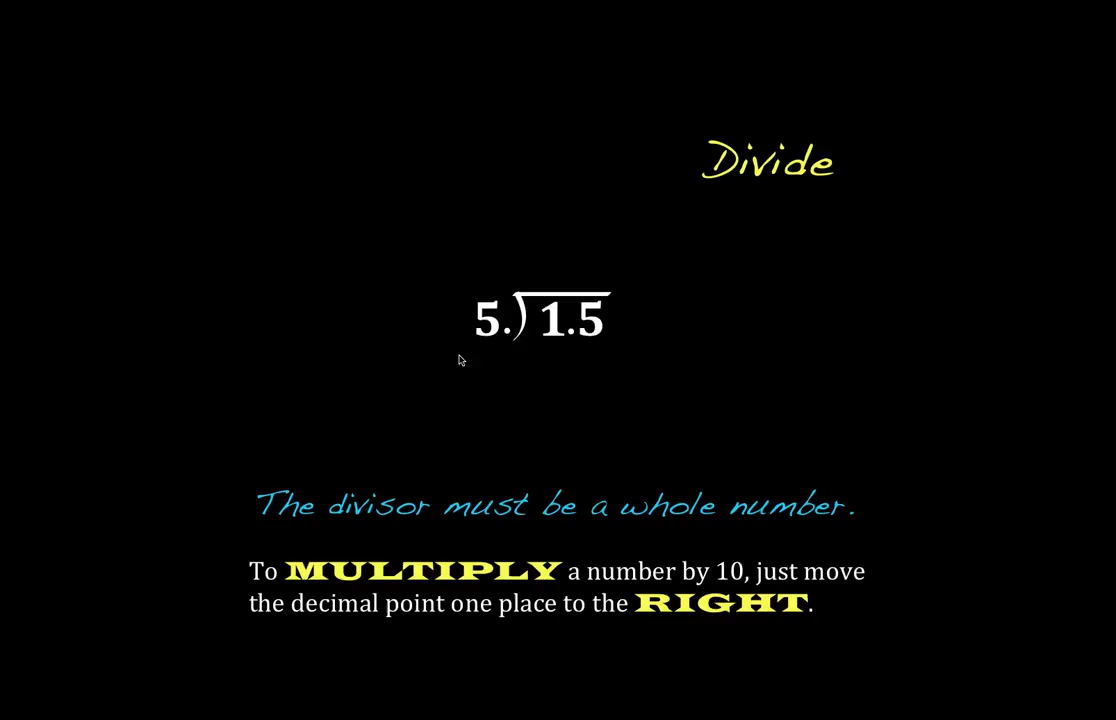 Divide
5.) 1.5
The divisor must be a whole number.
To MULTIPLY a number by 10, just move
the decimal point one place to the RIGHT.